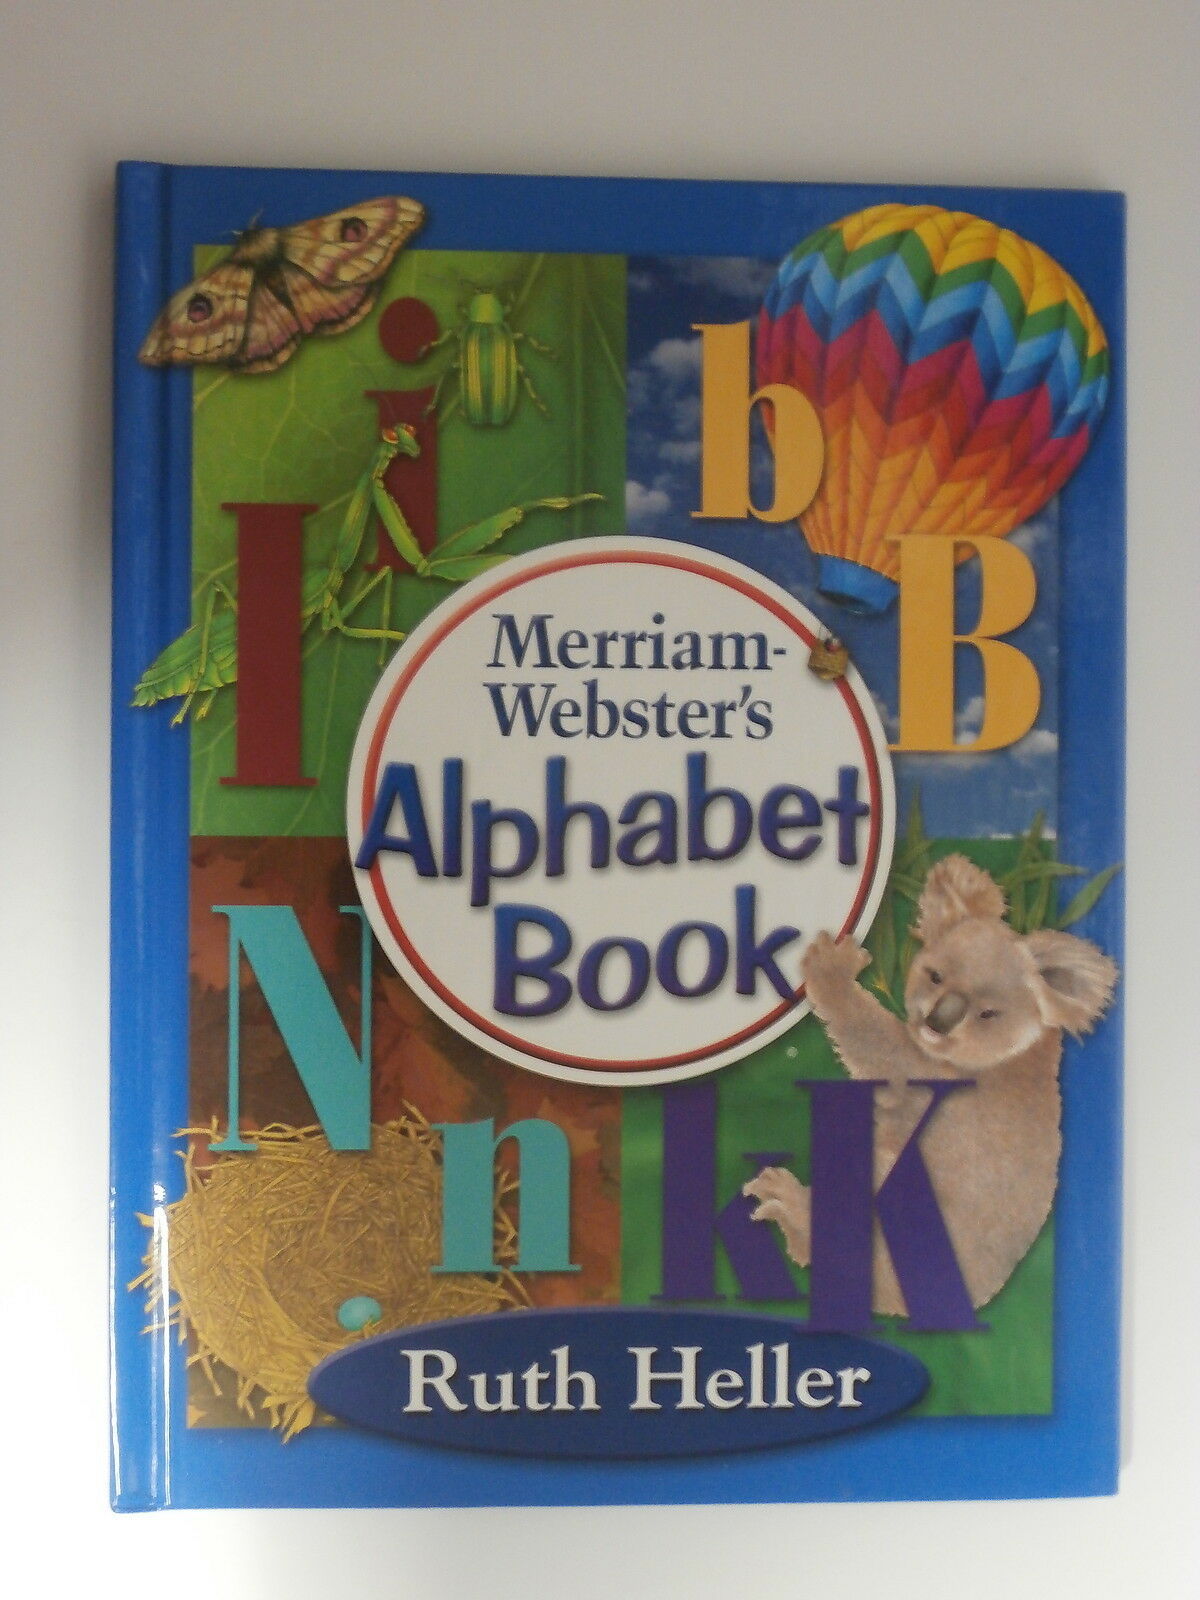 i
I
b
B
Merriam-
Webster's
Alphabet
Book
N
n
k
K
Ruth Heller